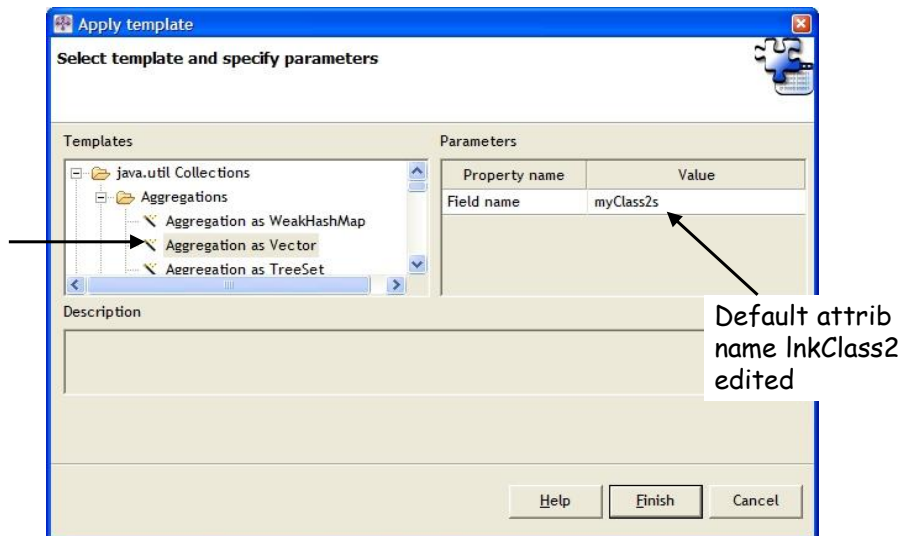 Apply template
Select template and specify parameters
Templates
java.util Collections
Aggregations
Aggregation as WeakHashMap
Aggregation as Vector
Aggregation as TreeSet
Parameters
Property name Value
Field name myClass2s
Default attrib
name lnkClass2
edited
Description
Help Finish Cancel